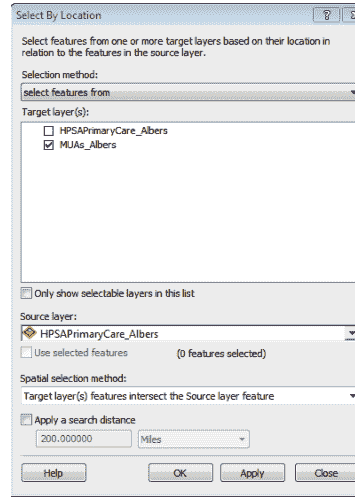 Select By Location
Select features from one or more target layers based on their location in
relation to the features in the source layer.
Selection method:
select features from
Target layer(s):
HPSAPrimaryCare_Albers
MUAs_Albers
Only show selectable layers in this list
Source layer:
HPSAPrimaryCare_Albers
Use selected features (0 features selected)
Spatial selection method:
Target layer(s) features intersect the Source layer feature
Apply a search distance
200.000000 Miles
Help OK Apply Close